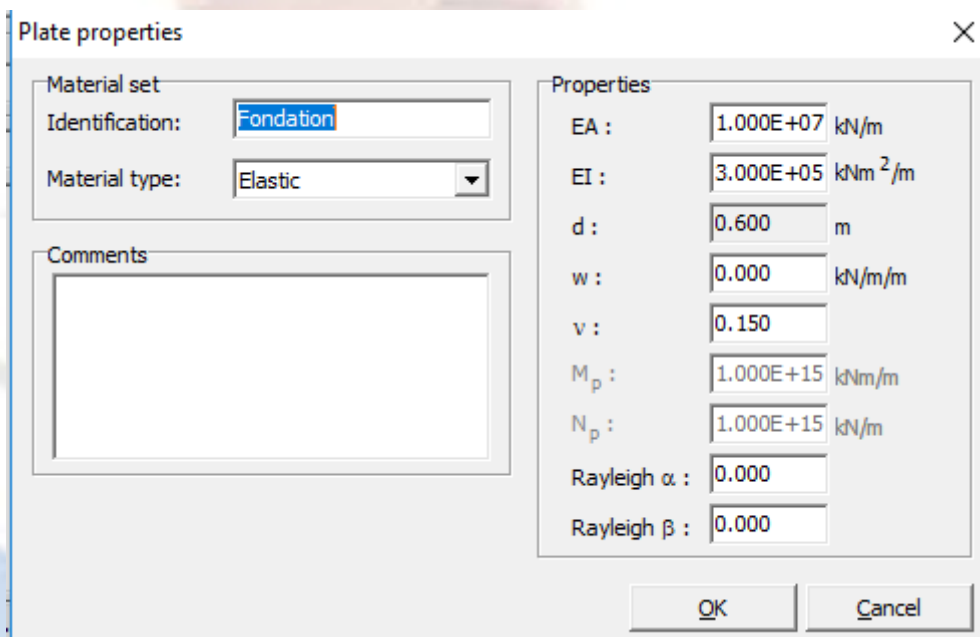 Plate properties
Material set
Identification: Fondation
Material type: Elastic
Comments
Properties
EA : 1.000E+07 kN/m
EI : 3.000E+05 kNm²/m
d : 0.600 m
w : 0.000 kN/m/m
ν : 0.150
Mp : 1.000E+15 kNm/m
Np : 1.000E+15 kN/m
Rayleigh α : 0.000
Rayleigh β : 0.000
OK Cancel